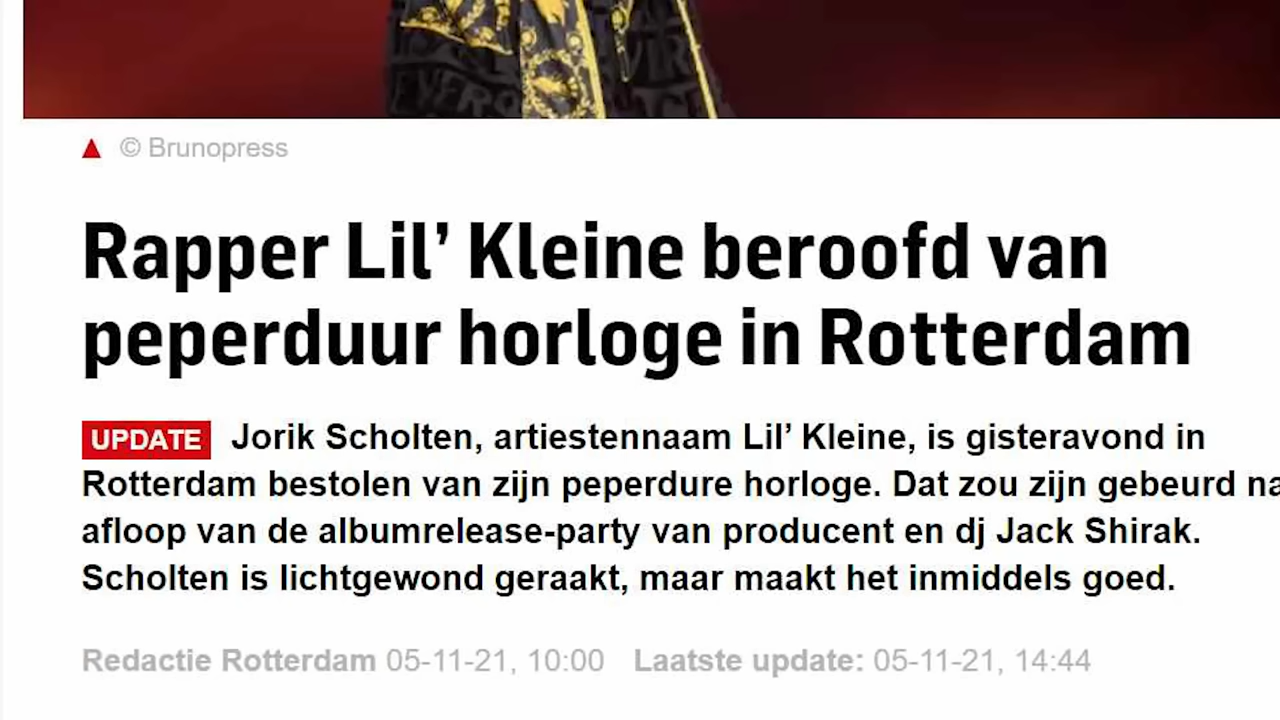 © Brunopress
Rapper Lil’ Kleine beroofd van
peperduur horloge in Rotterdam
UPDATE Jorik Scholten, artiestennaam Lil’ Kleine, is gisteravond in
Rotterdam bestolen van zijn peperdure horloge. Dat zou zijn gebeurd na
afloop van de albumrelease-party van producent en dj Jack Shirak.
Scholten is lichtgewond geraakt, maar maakt het inmiddels goed.
Redactie Rotterdam 05-11-21, 10:00 Laatste update: 05-11-21, 14:44